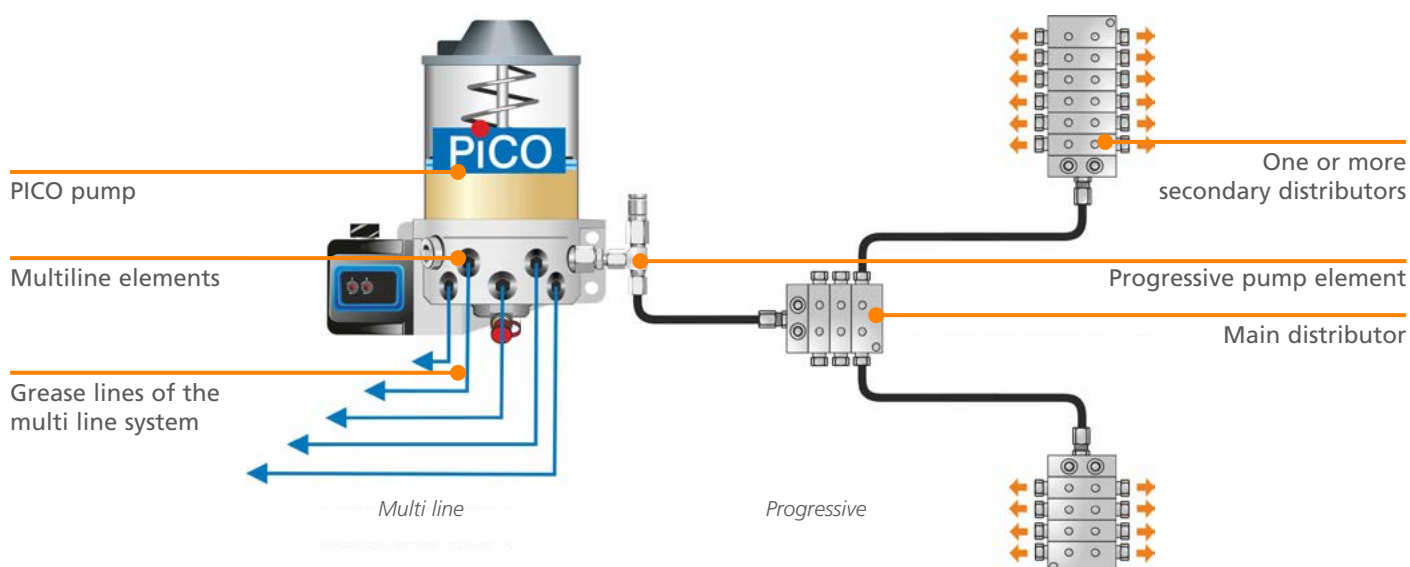 PiCO
PICO pump
Multiline elements
Grease lines of the
multi line system
One or more
secondary distributors
Progressive pump element
Main distributor
Multi line
Progressive